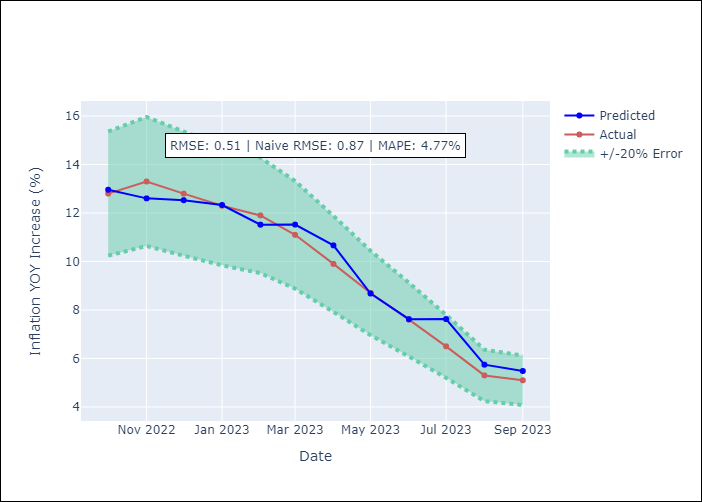 RMSE: 0.51 | Naive RMSE: 0.87 | MAPE: 4.77%
Predicted
Actual
+/-20% Error
Inflation YOY Increase (%)
16
14
12
10
8
6
4
Nov 2022
Jan 2023
Mar 2023
May 2023
Jul 2023
Sep 2023
Date